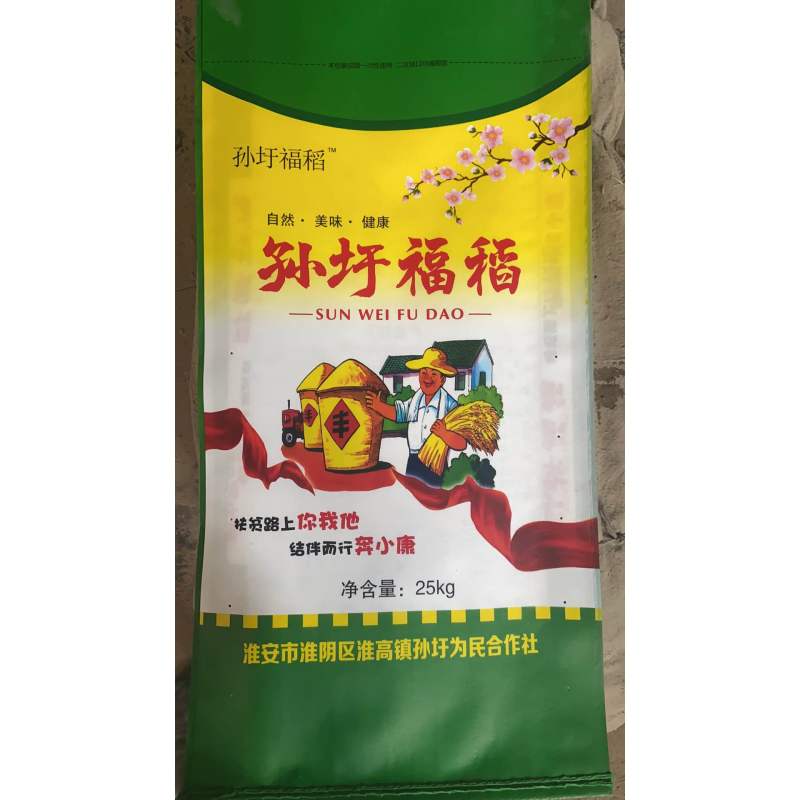 孙圩福稻™
自然·美味·健康
孙圩福稻
SUN WEI FU DAO
丰
扶贫路上你我他
结伴而行奔小康
净含量：25kg
淮安市淮阴区淮高镇孙圩为民合作社